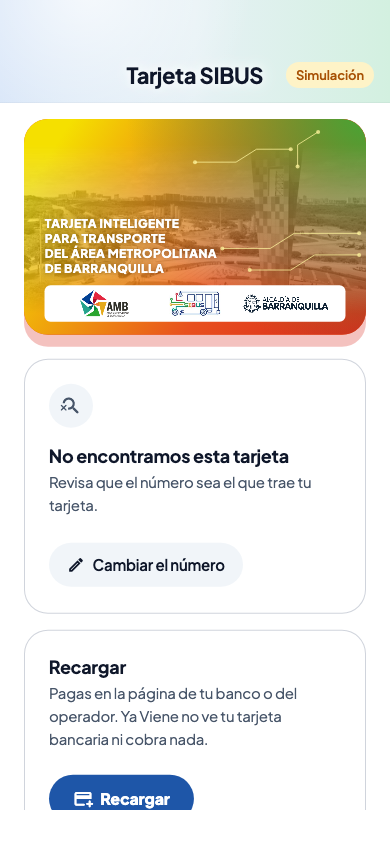 Tarjeta SIBUS
Simulación
TARJETA INTELIGENTE
PARA TRANSPORTE
DEL ÁREA METROPOLITANA
DE BARRANQUILLA
AMB
SIBUS
ALCALDÍA DE
BARRANQUILLA
No encontramos esta tarjeta
Revisa que el número sea el que trae tu
tarjeta.
Cambiar el número
Recargar
Pagas en la página de tu banco o del
operador. Ya Viene no ve tu tarjeta
bancaria ni cobra nada.
Recargar